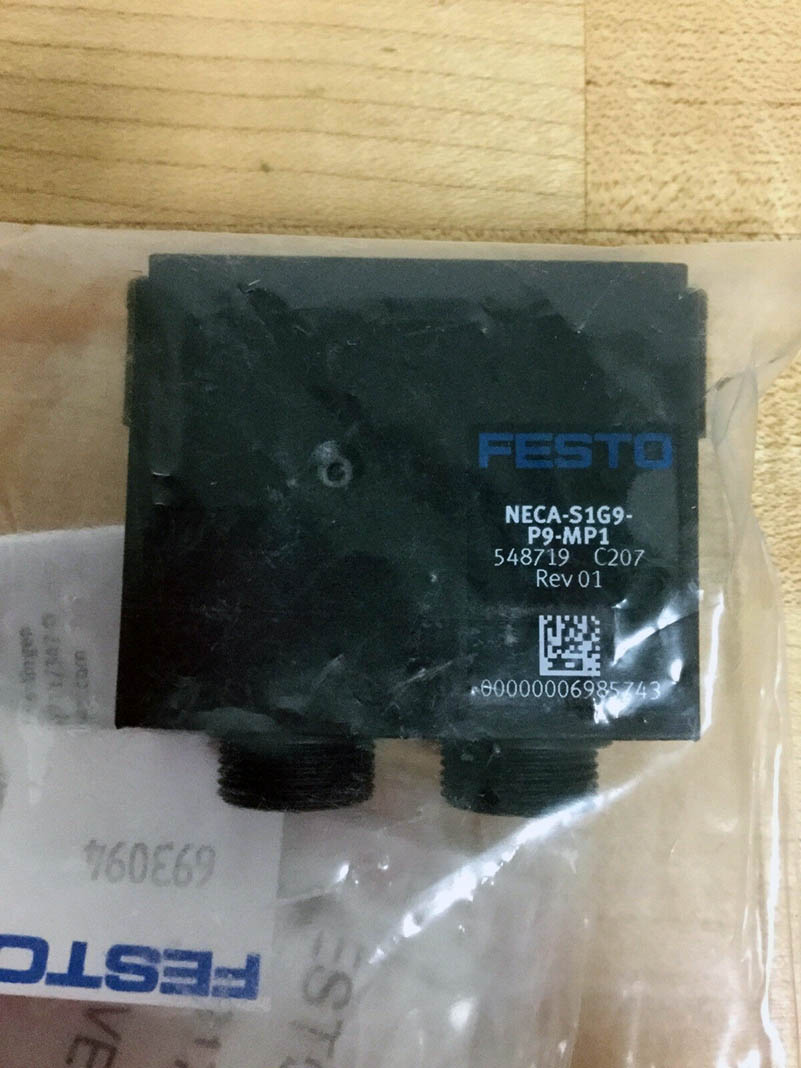 FESTO
NECA-S1G9-
P9-MP1
548719 C207
Rev 01
00000006985743
693094
FESTO